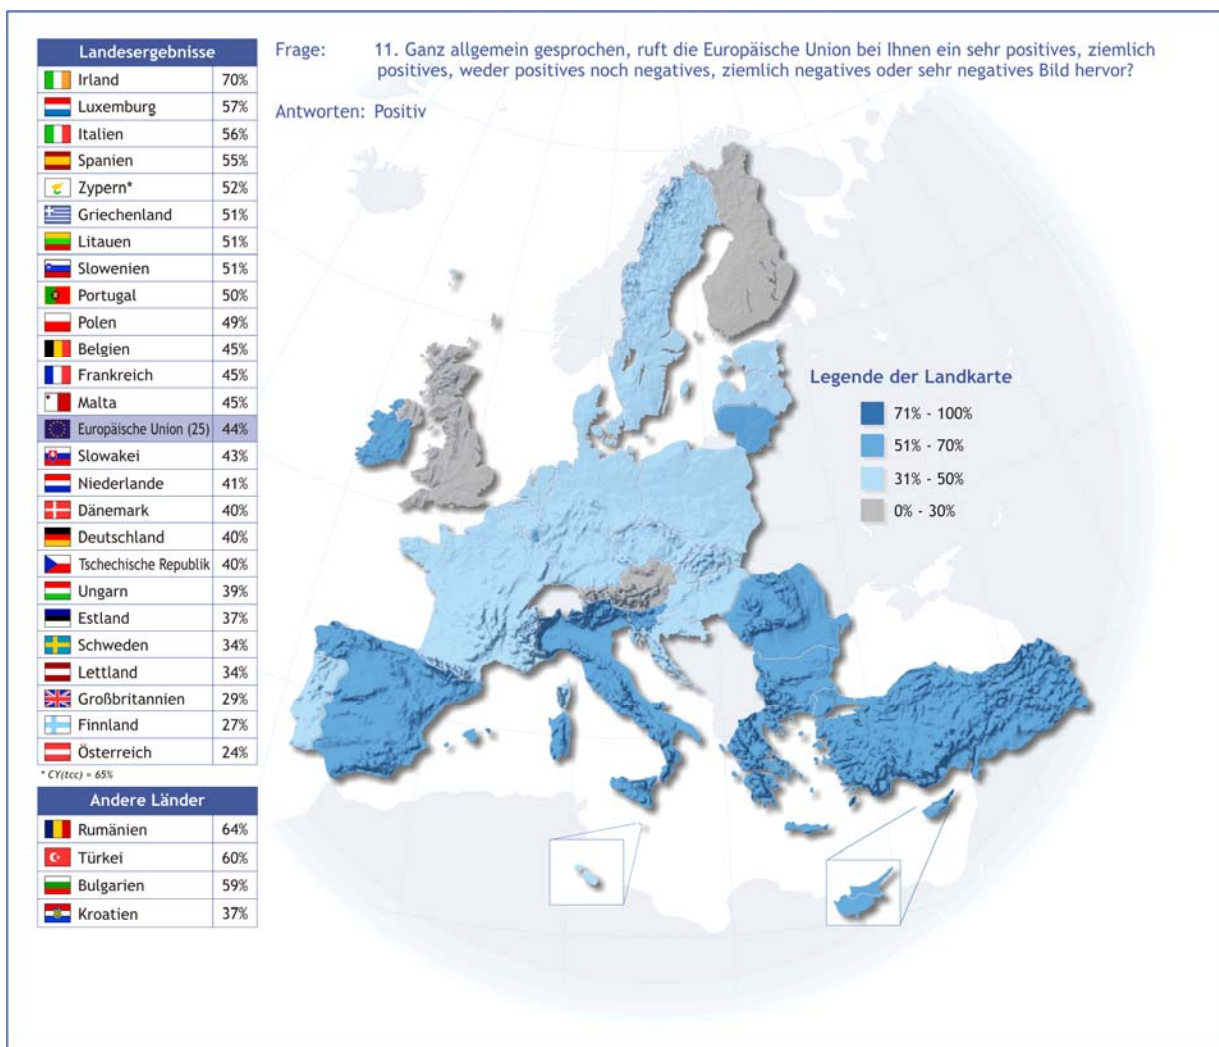 Landesergebnisse
Irland 70%
Luxemburg 57%
Italien 56%
Spanien 55%
Zypern* 52%
Griechenland 51%
Litauen 51%
Slowenien 51%
Portugal 50%
Polen 49%
Belgien 45%
Frankreich 45%
Malta 45%
Europäische Union (25) 44%
Slowakei 43%
Niederlande 41%
Dänemark 40%
Deutschland 40%
Tschechische Republik 40%
Ungarn 39%
Estland 37%
Schweden 34%
Lettland 34%
Großbritannien 29%
Finnland 27%
Österreich 24%
* CY(tcc) = 65%
Andere Länder
Rumänien 64%
Türkei 60%
Bulgarien 59%
Kroatien 37%
Frage: 11. Ganz allgemein gesprochen, ruft die Europäische Union bei Ihnen ein sehr positives, ziemlich
positives, weder positives noch negatives, ziemlich negatives oder sehr negatives Bild hervor?
Antworten: Positiv
Legende der Landkarte
71% - 100%
51% - 70%
31% - 50%
0% - 30%